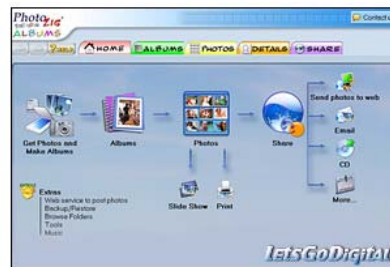 Photo ZIG
ALBUMS
Contact u
HOME
ALBUMS
PHOTOS
DETAILS
SHARE
Send photos to web
Email
CD
More...
Get Photos and
Make Albums
Albums
Photos
Share
Slide Show
Print
Extras
Web service to post photos
Backup/Restore
Browse Folders
Tools
Music
LETSGODIGITAL